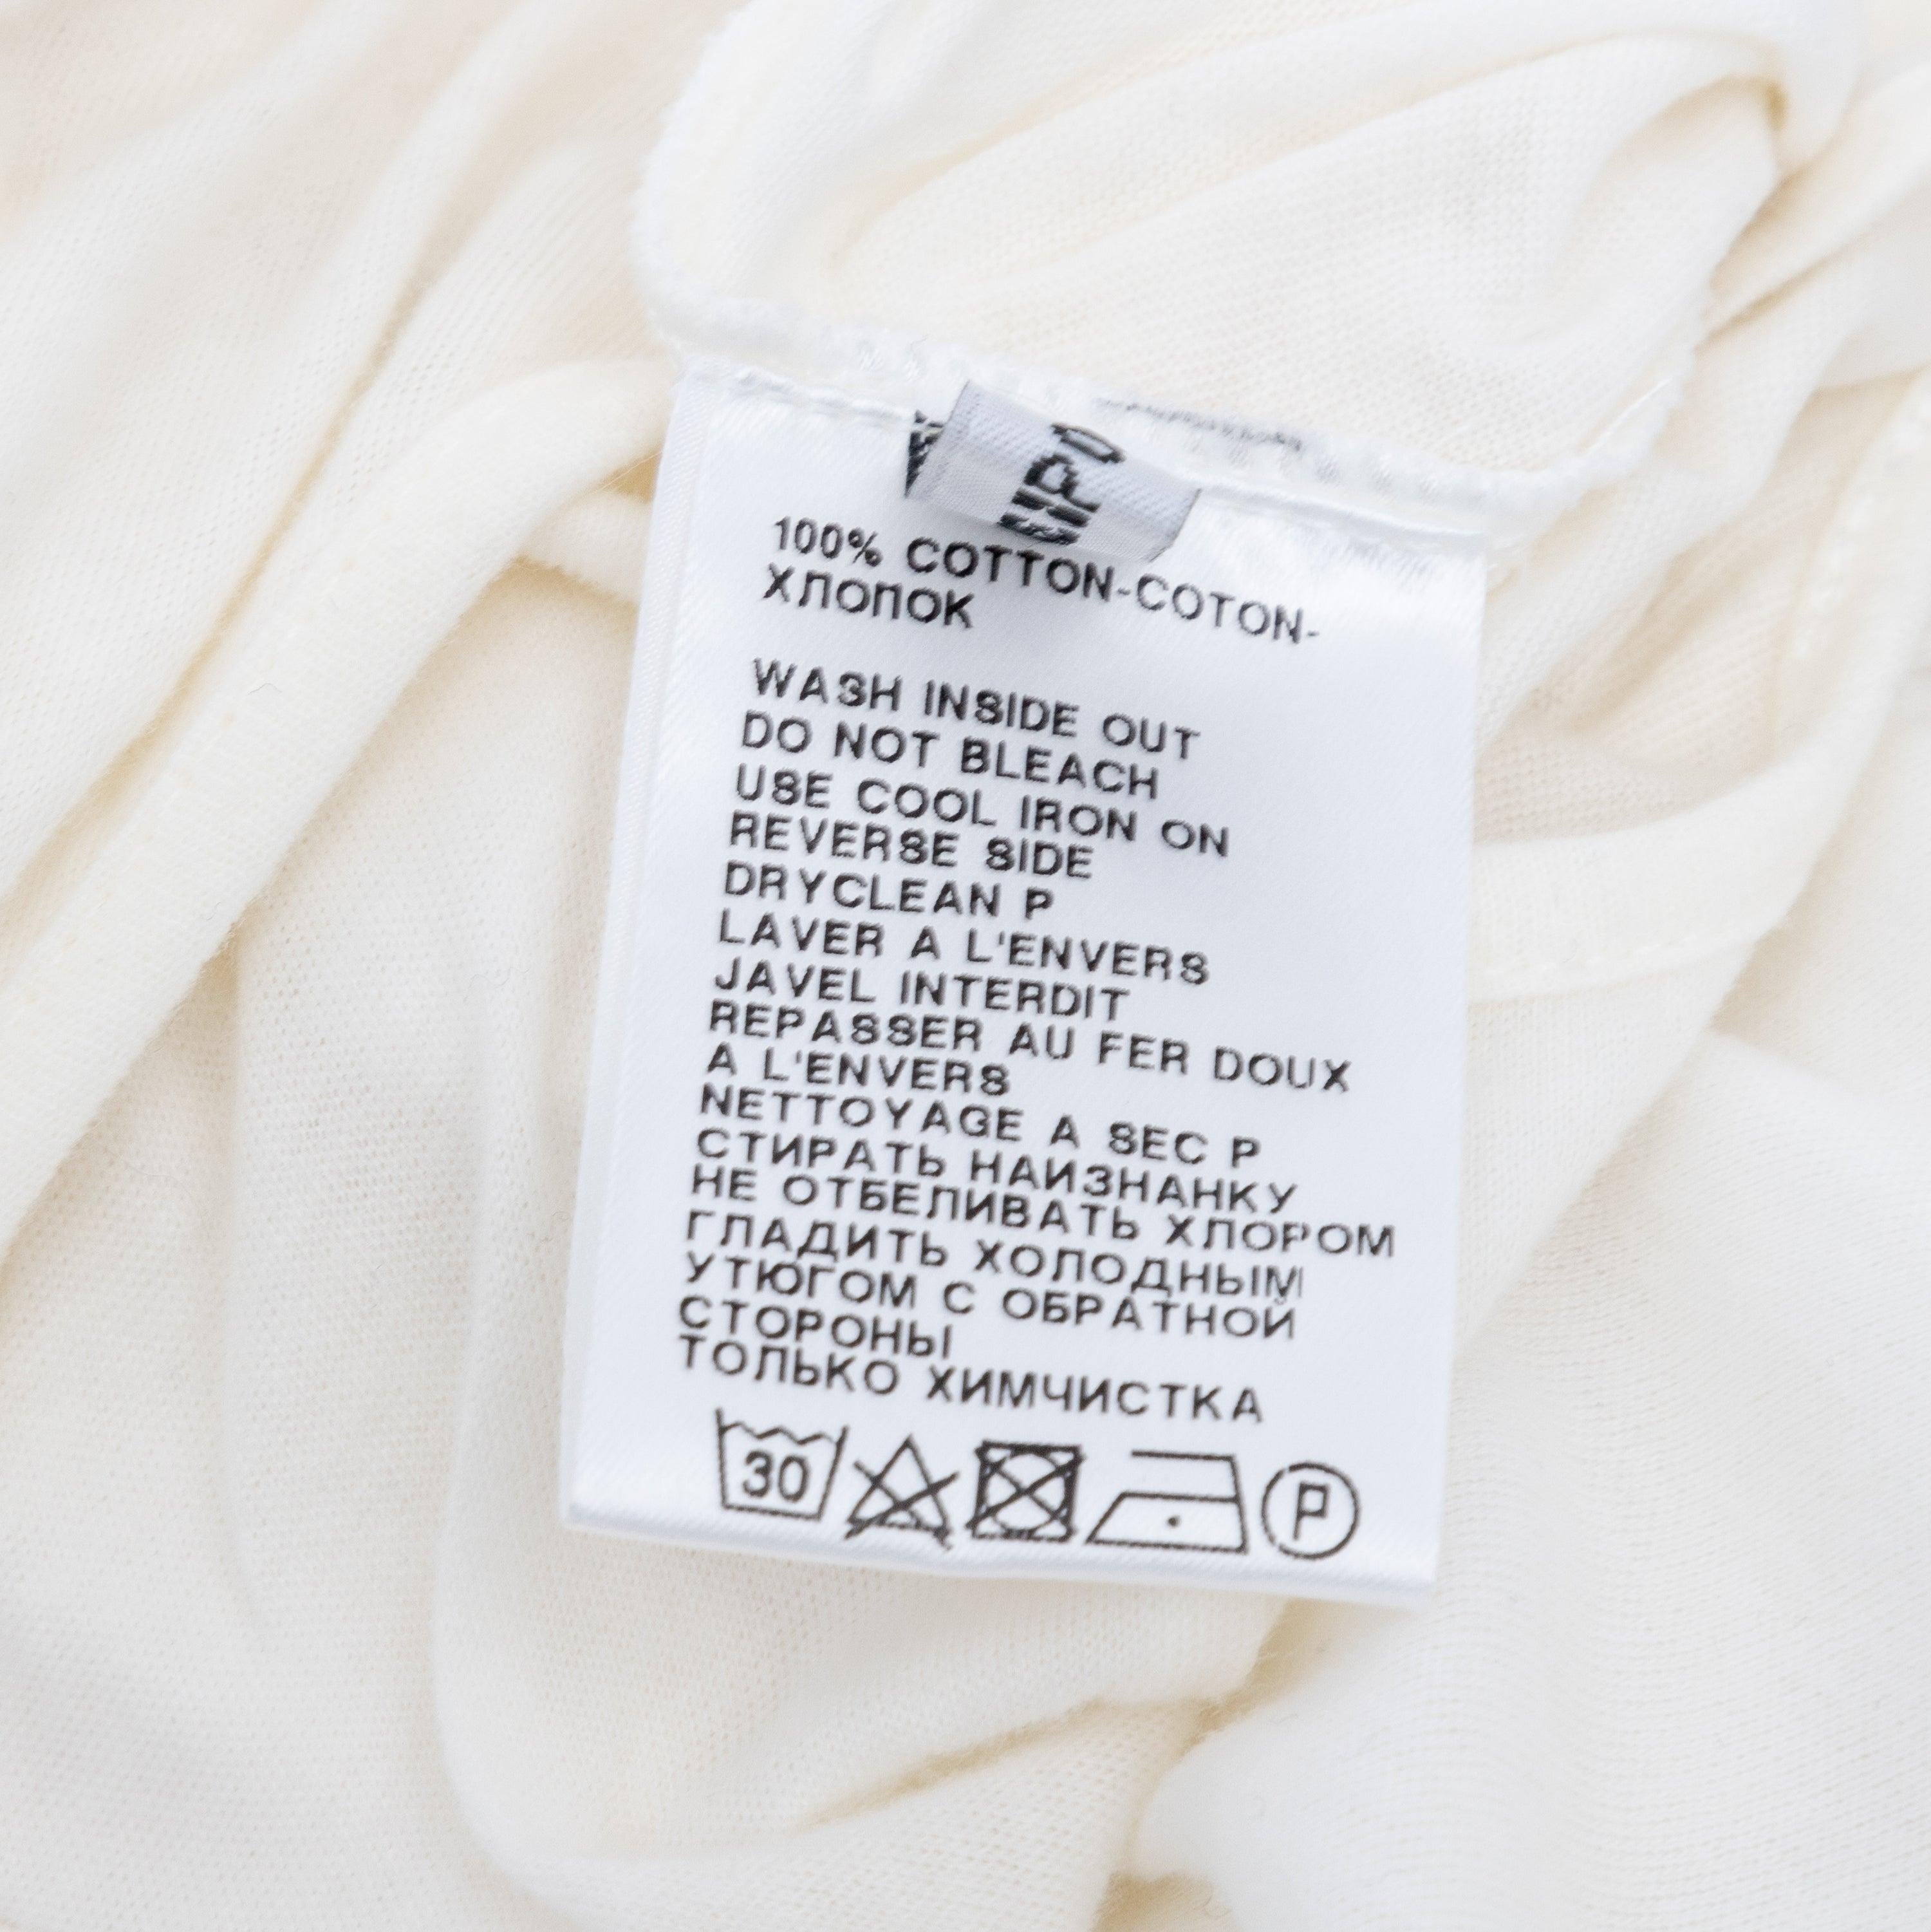 100% COTTON-COTON-
ХЛОПОК
WASH INSIDE OUT
DO NOT BLEACH
USE COOL IRON ON
REVERSE SIDE
DRYCLEAN P
LAVER A L'ENVERS
JAVEL INTERDIT
REPASSER AU FER DOUX
A L'ENVERS
NETTOYAGE A SEC P
СТИРАТЬ НАИЗНАНКУ
НЕ ОТБЕЛИВАТЬ ХЛОРОМ
ГЛАДИТЬ ХОЛОДНЫМ
УТЮГОМ С ОБРАТНОЙ
СТОРОНЫ
ТОЛЬКО ХИМЧИСТКА
30 P